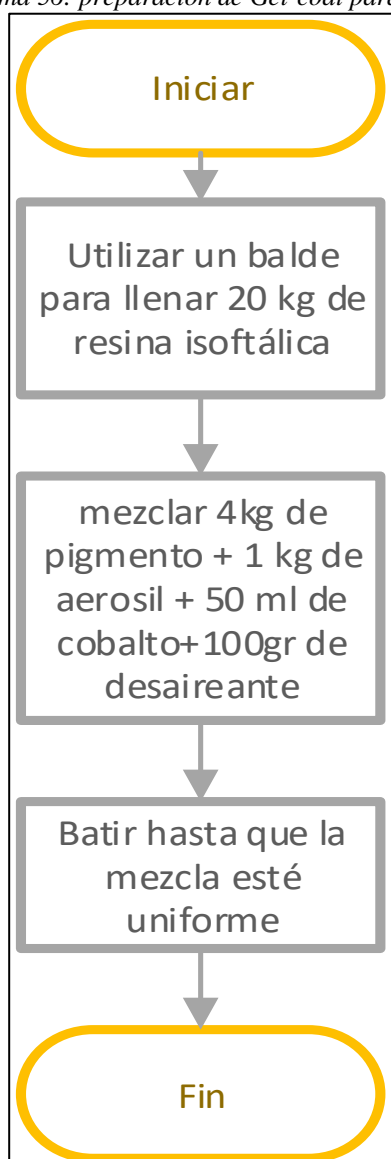 preparación de Gel-coat para
Iniciar
Utilizar un balde
para llenar 20 kg de
resina isoftálica
mezclar 4kg de
pigmento + 1 kg de
aerosil + 50 ml de
cobalto+100gr de
desaireante
Batir hasta que la
mezcla esté
uniforme
Fin